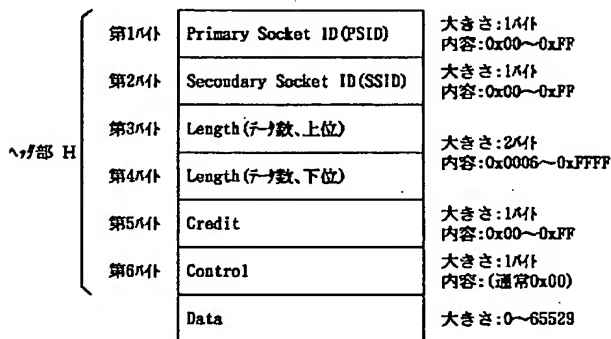 第1ﾊﾞｲﾄ Primary Socket ID(PSID) 大きさ:1ﾊﾞｲﾄ
内容:0x00～0xFF
第2ﾊﾞｲﾄ Secondary Socket ID(SSID) 大きさ:1ﾊﾞｲﾄ
内容:0x00～0xFF
第3ﾊﾞｲﾄ Length(ﾃﾞｰﾀ数、上位)
大きさ:2ﾊﾞｲﾄ
ﾍｯﾀﾞ部 H
内容:0x0006～0xFFFF
第4ﾊﾞｲﾄ Length(ﾃﾞｰﾀ数、下位)
第5ﾊﾞｲﾄ Credit 大きさ:1ﾊﾞｲﾄ
内容:0x00～0xFF
第6ﾊﾞｲﾄ Control 大きさ:1ﾊﾞｲﾄ
内容:(通常0x00)
Data 大きさ:0～65529